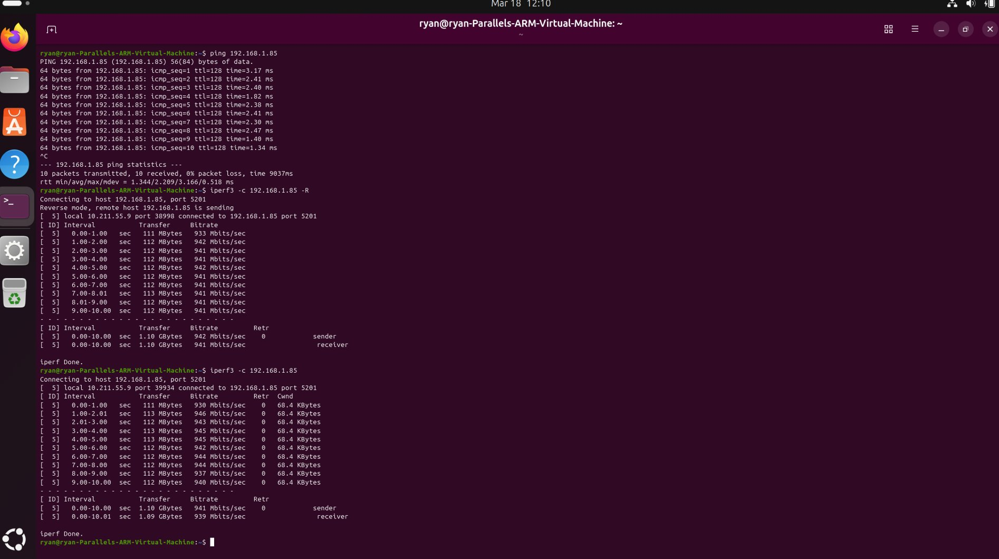 Mar 18 12:10
ryan@ryan-Parallels-ARM-Virtual-Machine: ~
~
ryan@ryan-Parallels-ARM-Virtual-Machine:~$ ping 192.168.1.85
PING 192.168.1.85 (192.168.1.85) 56(84) bytes of data.
64 bytes from 192.168.1.85: icmp_seq=1 ttl=128 time=3.17 ms
64 bytes from 192.168.1.85: icmp_seq=2 ttl=128 time=2.41 ms
64 bytes from 192.168.1.85: icmp_seq=3 ttl=128 time=2.40 ms
64 bytes from 192.168.1.85: icmp_seq=4 ttl=128 time=1.82 ms
64 bytes from 192.168.1.85: icmp_seq=5 ttl=128 time=2.38 ms
64 bytes from 192.168.1.85: icmp_seq=6 ttl=128 time=2.41 ms
64 bytes from 192.168.1.85: icmp_seq=7 ttl=128 time=2.30 ms
64 bytes from 192.168.1.85: icmp_seq=8 ttl=128 time=2.47 ms
64 bytes from 192.168.1.85: icmp_seq=9 ttl=128 time=1.40 ms
64 bytes from 192.168.1.85: icmp_seq=10 ttl=128 time=1.34 ms
^C
--- 192.168.1.85 ping statistics ---
10 packets transmitted, 10 received, 0% packet loss, time 9037ms
rtt min/avg/max/mdev = 1.344/2.209/3.166/0.518 ms
ryan@ryan-Parallels-ARM-Virtual-Machine:~$ iperf3 -c 192.168.1.85 -R
Connecting to host 192.168.1.85, port 5201
Reverse mode, remote host 192.168.1.85 is sending
[  5] local 10.211.55.9 port 38998 connected to 192.168.1.85 port 5201
[ ID] Interval           Transfer     Bitrate
[  5]   0.00-1.00   sec   111 MBytes   933 Mbits/sec
[  5]   1.00-2.00   sec   112 MBytes   942 Mbits/sec
[  5]   2.00-3.00   sec   112 MBytes   941 Mbits/sec
[  5]   3.00-4.00   sec   112 MBytes   941 Mbits/sec
[  5]   4.00-5.00   sec   112 MBytes   942 Mbits/sec
[  5]   5.00-6.00   sec   112 MBytes   941 Mbits/sec
[  5]   6.00-7.00   sec   112 MBytes   941 Mbits/sec
[  5]   7.00-8.01   sec   113 MBytes   941 Mbits/sec
[  5]   8.01-9.00   sec   112 MBytes   941 Mbits/sec
[  5]   9.00-10.00  sec   112 MBytes   941 Mbits/sec
- - - - - - - - - - - - - - - - - - - - - - - - -
[ ID] Interval           Transfer     Bitrate         Retr
[  5]   0.00-10.00  sec  1.10 GBytes   942 Mbits/sec    0            sender
[  5]   0.00-10.00  sec  1.10 GBytes   941 Mbits/sec                  receiver
iperf Done.
ryan@ryan-Parallels-ARM-Virtual-Machine:~$ iperf3 -c 192.168.1.85
Connecting to host 192.168.1.85, port 5201
[  5] local 10.211.55.9 port 39934 connected to 192.168.1.85 port 5201
[ ID] Interval           Transfer     Bitrate         Retr  Cwnd
[  5]   0.00-1.00   sec   111 MBytes   930 Mbits/sec    0   68.4 KBytes
[  5]   1.00-2.01   sec   113 MBytes   946 Mbits/sec    0   68.4 KBytes
[  5]   2.01-3.00   sec   112 MBytes   943 Mbits/sec    0   68.4 KBytes
[  5]   3.00-4.00   sec   113 MBytes   945 Mbits/sec    0   68.4 KBytes
[  5]   4.00-5.00   sec   113 MBytes   945 Mbits/sec    0   68.4 KBytes
[  5]   5.00-6.00   sec   112 MBytes   942 Mbits/sec    0   68.4 KBytes
[  5]   6.00-7.00   sec   112 MBytes   944 Mbits/sec    0   68.4 KBytes
[  5]   7.00-8.00   sec   112 MBytes   944 Mbits/sec    0   68.4 KBytes
[  5]   8.00-9.00   sec   112 MBytes   937 Mbits/sec    0   68.4 KBytes
[  5]   9.00-10.00  sec   112 MBytes   940 Mbits/sec    0   68.4 KBytes
- - - - - - - - - - - - - - - - - - - - - - - - -
[ ID] Interval           Transfer     Bitrate         Retr
[  5]   0.00-10.00  sec  1.10 GBytes   941 Mbits/sec    0            sender
[  5]   0.00-10.01  sec  1.09 GBytes   939 Mbits/sec                  receiver
iperf Done.
ryan@ryan-Parallels-ARM-Virtual-Machine:~$